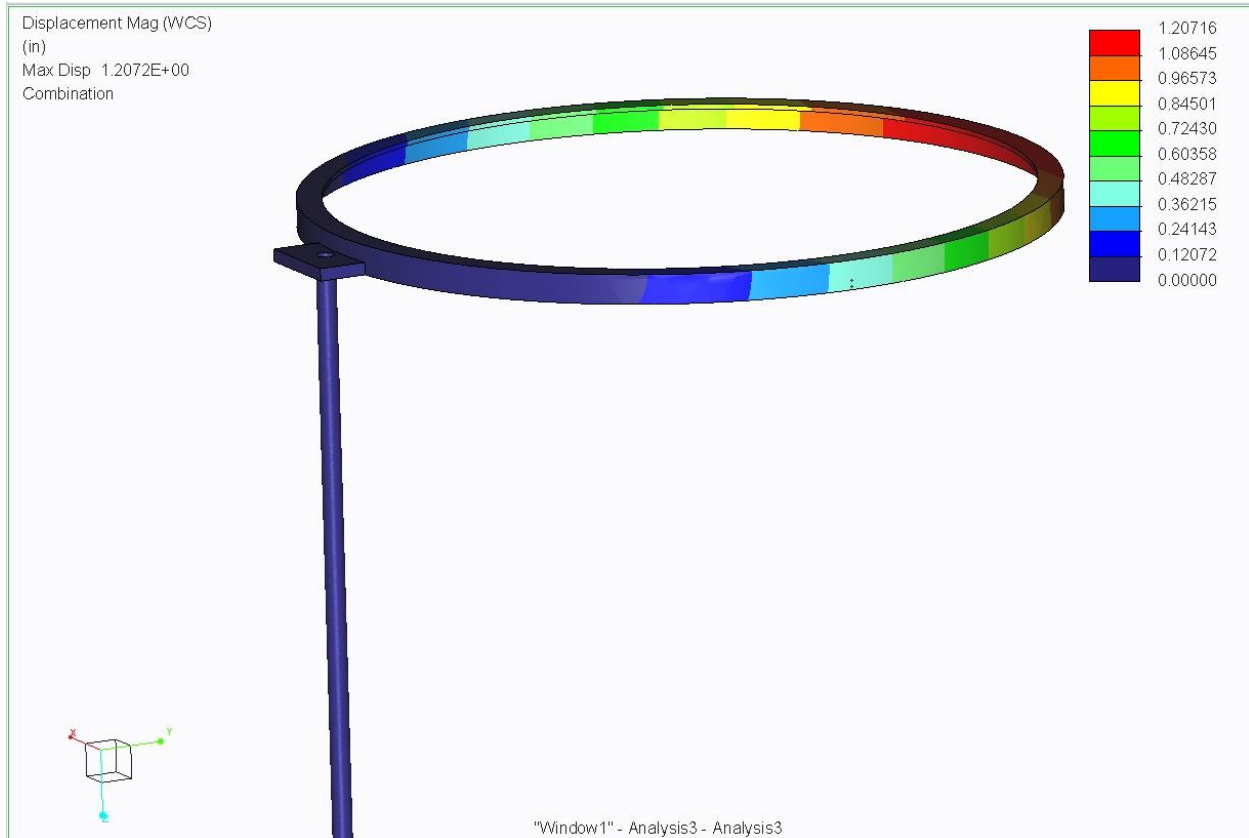 Displacement Mag (WCS)
(in)
Max Disp 1.2072E+00
Combination
1.20716
1.08645
0.96573
0.84501
0.72430
0.60358
0.48287
0.36215
0.24143
0.12072
0.00000
X
Y
Z
"Window1" - Analysis3 - Analysis3